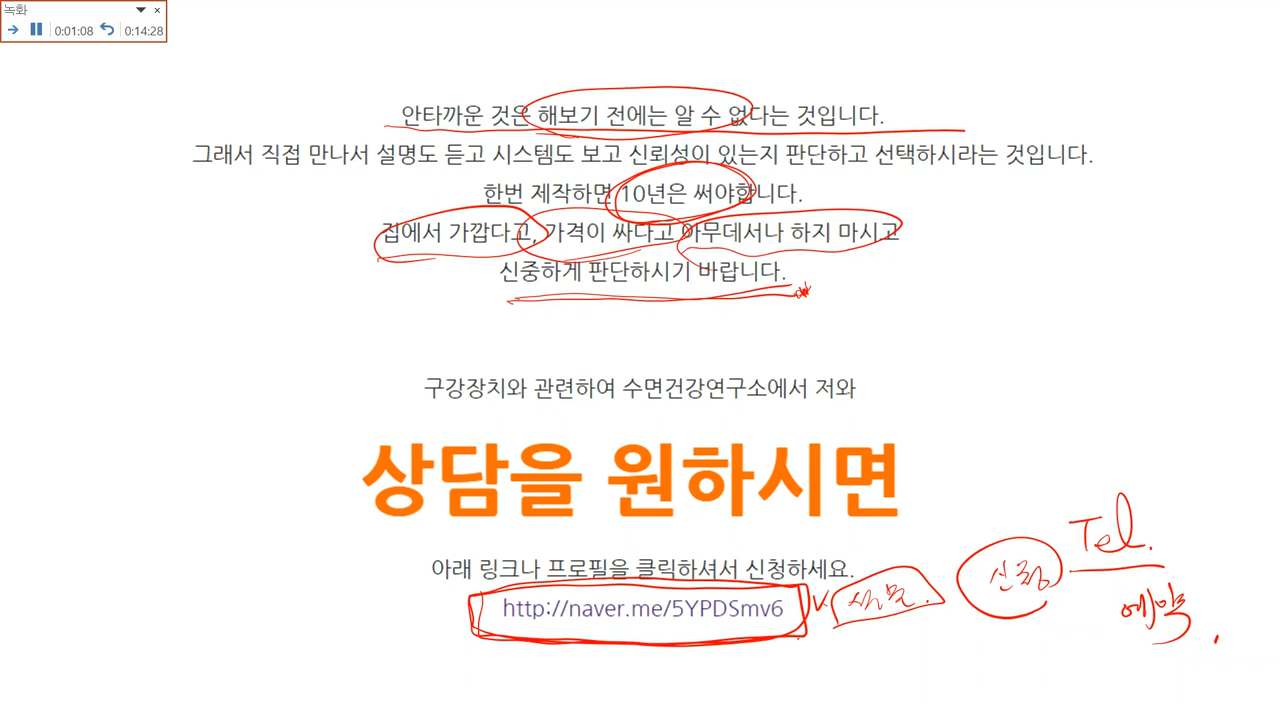 녹화
0:01:08 0:14:28
안타까운 것은 해보기 전에는 알 수 없다는 것입니다.
그래서 직접 만나서 설명도 듣고 시스템도 보고 신뢰성이 있는지 판단하고 선택하시라는 것입니다.
한번 제작하면 10년은 써야합니다.
집에서 가깝다고, 가격이 싸다고 아무데서나 하지 마시고
신중하게 판단하시기 바랍니다.
구강장치와 관련하여 수면건강연구소에서 저와
상담을 원하시면
아래 링크나 프로필을 클릭하셔서 신청하세요.
http://naver.me/5YPDSmv6
설문.
신청
Tel.
예약